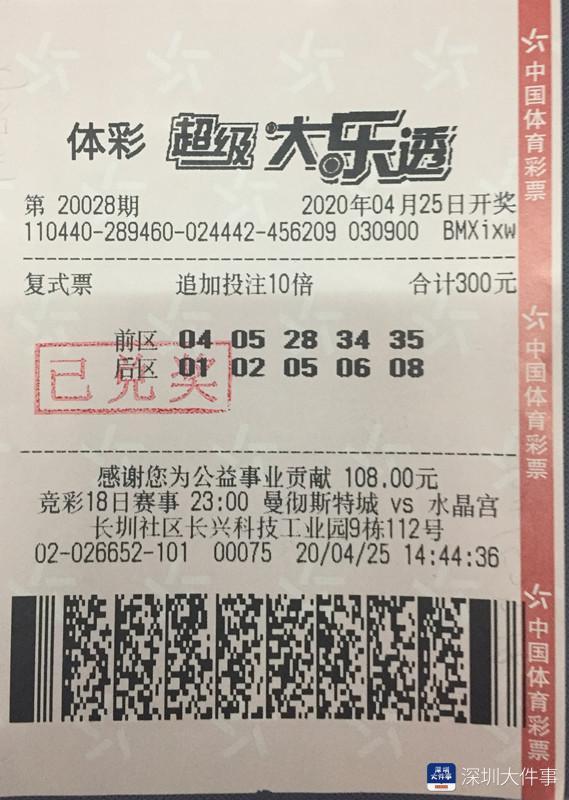 体彩 超级大乐透
第 20028期 2020年04月25日开奖
110440-289460-024442-456209 030900 BMXixw
复式票 追加投注10倍 合计300元
前区 04 05 28 34 35
后区 01 02 05 06 08
已兑奖
感谢您为公益事业贡献 108.00元
竞彩18日赛事 23:00 曼彻斯特城 vs 水晶宫
长圳社区长兴科技工业园9栋112号
02-026652-101 00075 20/04/25 14:44:36
中国体育彩票
中国体育彩票
中国体育彩票
深圳大件事
深圳大件事